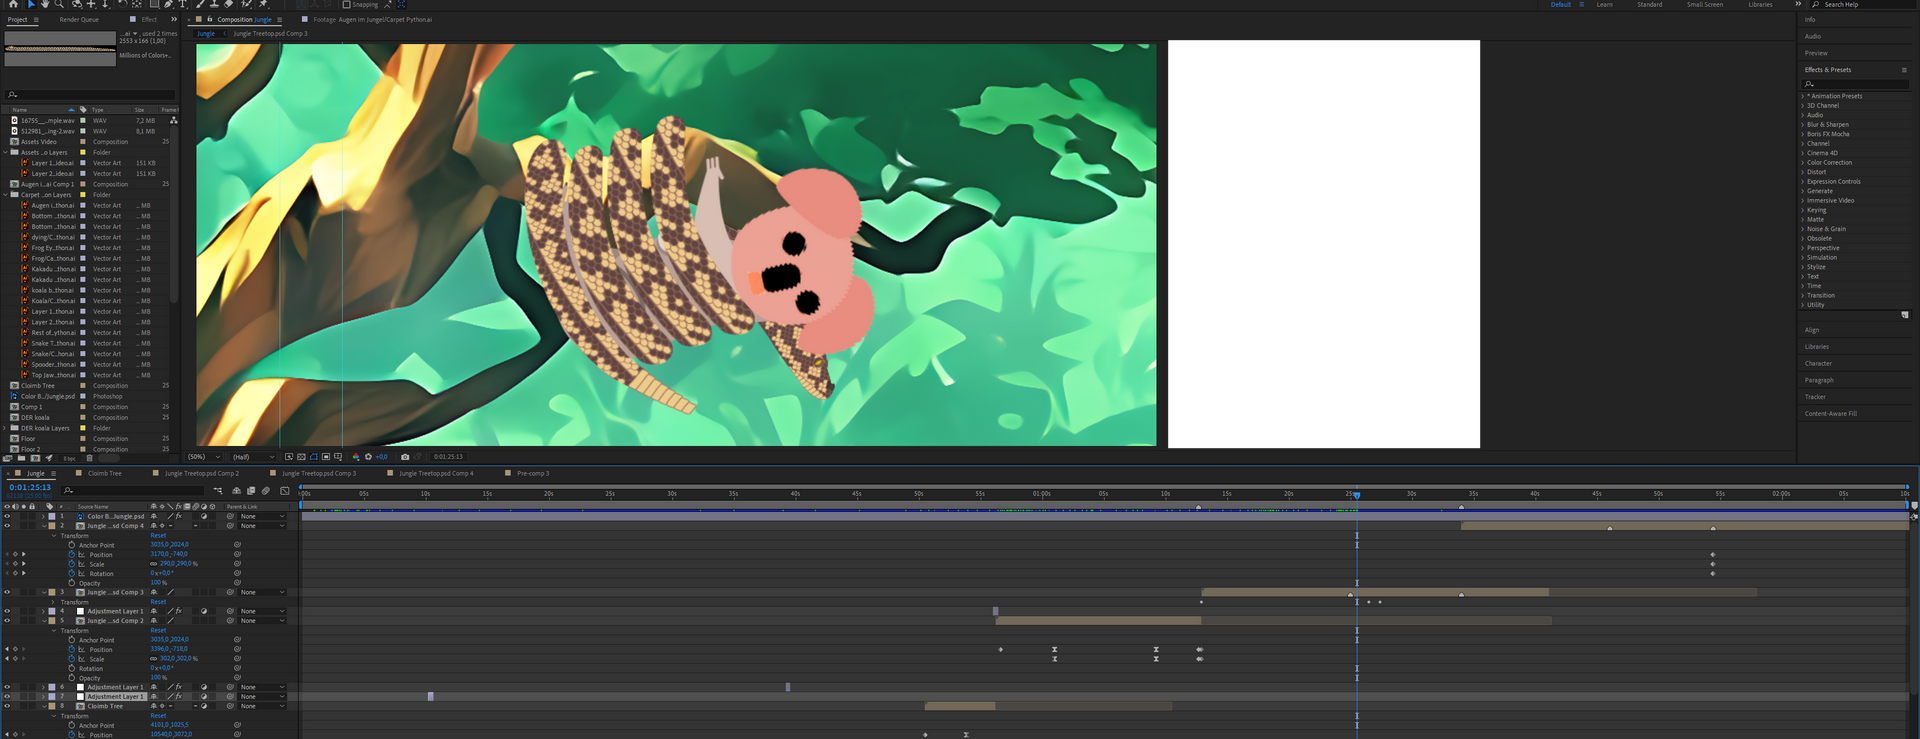 Snapping
Default
Learn
Standard
Small Screen
Libraries
Search Help
Project
Render Queue
Effect
Composition Jungle
Footage Augen im Jungel/Carpet Python.ai
Info
Jungle
Jungle Treetop.psd Comp 3
...ai ▾ , used 2 times
2553 x 166 (1,00)
Millions of Colors+...
Audio
Preview
Effects & Presets
Name Type Size Frame
16755__...mple.wav WAV 7,2 MB
512981_...ing-2.wav WAV 8,1 MB
Assets Video Composition 25
Assets ...o Layers Folder
Layer 1...ideo.ai Vector Art 151 KB
Layer 2...ideo.ai Vector Art 151 KB
Augen i...ai Comp 1 Composition 25
Carpet ...on Layers Folder
Augen i...thon.ai Vector Art ... MB
Bottom ...thon.ai Vector Art ... MB
Bottom ...thon.ai Vector Art ... MB
dying/C...thon.ai Vector Art ... MB
Frog Ey...thon.ai Vector Art ... MB
Frog/Ca...thon.ai Vector Art ... MB
Kakadu ...thon.ai Vector Art ... MB
Kakadu ...thon.ai Vector Art ... MB
koala b...thon.ai Vector Art ... MB
Koala/C...thon.ai Vector Art ... MB
Layer 1...thon.ai Vector Art ... MB
Layer 2...thon.ai Vector Art ... MB
Rest of...ython.ai Vector Art ... MB
Snake T...thon.ai Vector Art ... MB
Snake/C...thon.ai Vector Art ... MB
Spooder...thon.ai Vector Art ... MB
Top Jaw...thon.ai Vector Art ... MB
Cloimb Tree Composition 25
Color B.../Jungle.psd Photoshop
Comp 1 Composition 25
DER koala Composition 25
DER koala Layers Folder
Floor Composition 25
Floor 2 Composition 25
8 bpc
* Animation Presets
3D Channel
Audio
Blur & Sharpen
Boris FX Mocha
Channel
Cinema 4D
Color Correction
Distort
Expression Controls
Generate
Immersive Video
Keying
Matte
Noise & Grain
Obsolete
Perspective
Simulation
Stylize
Text
Time
Transition
Utility
Align
Libraries
Character
Paragraph
Tracker
Content-Aware Fill
(50%) (Half) +0,0 0:01:25:13
Jungle
Cloimb Tree
Jungle Treetop.psd Comp 2
Jungle Treetop.psd Comp 3
Jungle Treetop.psd Comp 4
Pre-comp 3
0:01:25:13
:00s 05s 10s 15s 20s 25s 30s 35s 40s 45s 50s 55s 01:00s 05s 10s 15s 20s 25s 30s 35s 40s 45s 50s 55s 02:00s 05s 10s
# Source Name Parent & Link
1 Color B...Jungle.psd None
2 Jungle ...sd Comp 4 None
Transform Reset
Anchor Point 3035,0,2024,0
Position 3170,0,-740,0
Scale 290,0,290,0 %
Rotation 0 x+0,0°
Opacity 100 %
3 Jungle ...sd Comp 3 None
Transform Reset
4 Adjustment Layer 1 None
5 Jungle ...sd Comp 2 None
Transform Reset
Anchor Point 3035,0,2024,0
Position 3396,0,-718,0
Scale 302,0,302,0 %
Rotation 0 x+0,0°
Opacity 100 %
6 Adjustment Layer 1 None
7 Adjustment Layer 1 None
8 Cloimb Tree None
Transform Reset
Anchor Point 4101,0,1025,5
Position 10540,0,3072,0